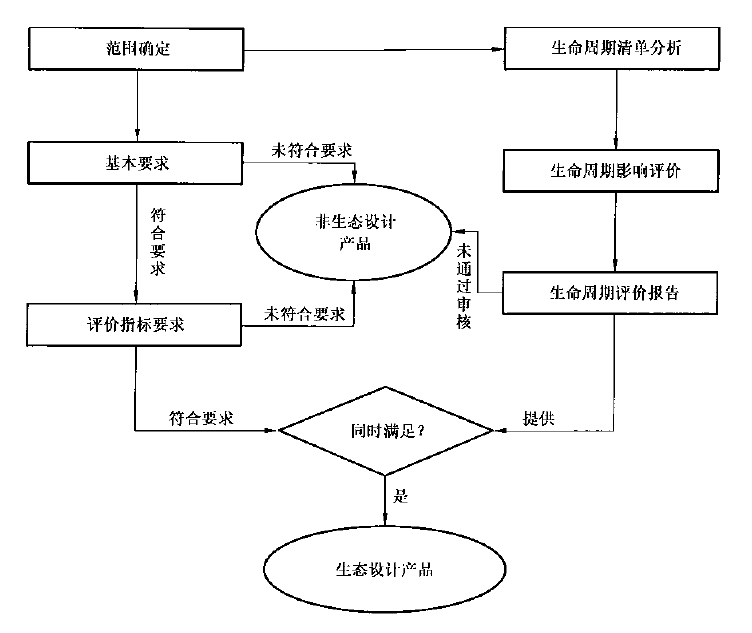 范围确定
生命周期清单分析
基本要求
未符合要求
生命周期影响评价
符合要求
非生态设计
产品
未通过审核
生命周期评价报告
评价指标要求
未符合要求
符合要求
同时满足?
提供
是
生态设计产品